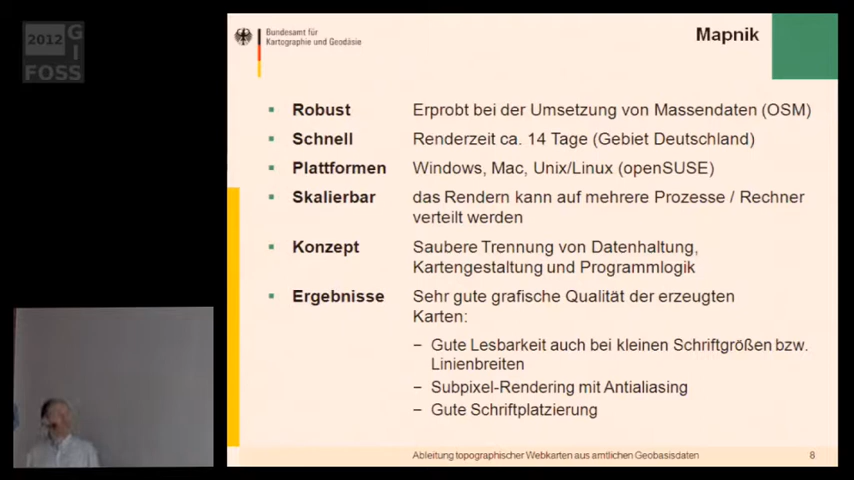 2012 GI
FOSS
Bundesamt für
Kartographie und Geodäsie
Mapnik
Robust Erprobt bei der Umsetzung von Massendaten (OSM)
Schnell Renderzeit ca. 14 Tage (Gebiet Deutschland)
Plattformen Windows, Mac, Unix/Linux (openSUSE)
Skalierbar das Rendern kann auf mehrere Prozesse / Rechner
verteilt werden
Konzept Saubere Trennung von Datenhaltung,
Kartengestaltung und Programmlogik
Ergebnisse Sehr gute grafische Qualität der erzeugten
Karten:
– Gute Lesbarkeit auch bei kleinen Schriftgrößen bzw.
Linienbreiten
– Subpixel-Rendering mit Antialiasing
– Gute Schriftplatzierung
Ableitung topographischer Webkarten aus amtlichen Geobasisdaten 8